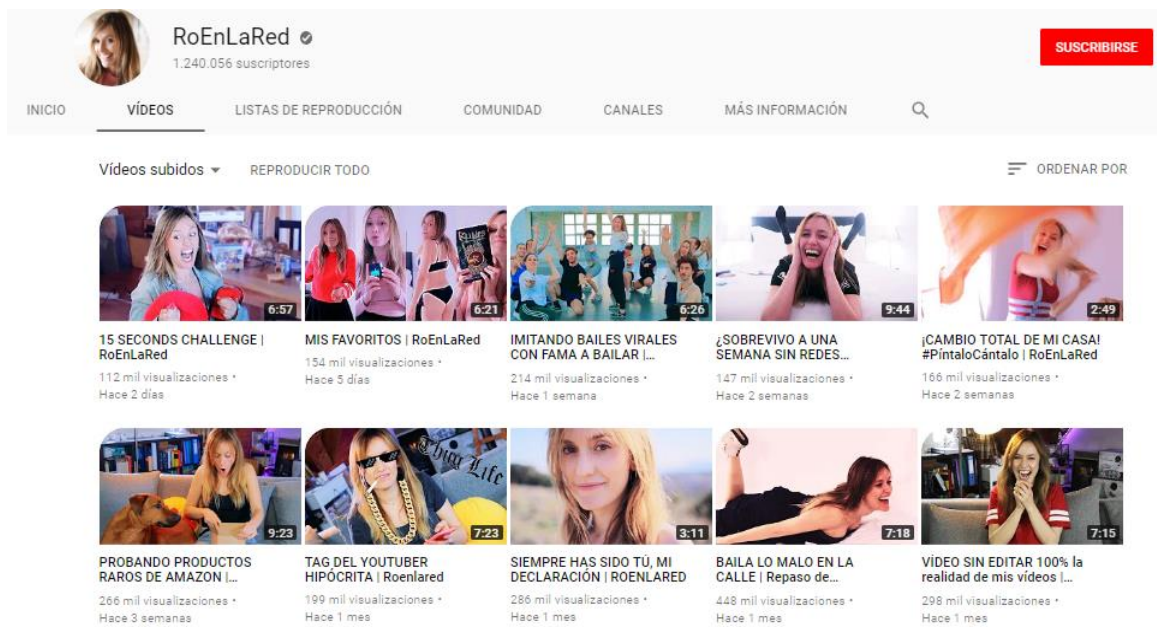 RoEnLaRed
1.240.056 suscriptores
SUSCRIBIRSE
INICIO VÍDEOS LISTAS DE REPRODUCCIÓN COMUNIDAD CANALES MÁS INFORMACIÓN
Vídeos subidos REPRODUCIR TODO ORDENAR POR
6:57
15 SECONDS CHALLENGE |
RoEnLaRed
112 mil visualizaciones •
Hace 2 días
6:21
MIS FAVORITOS | RoEnLaRed
154 mil visualizaciones •
Hace 5 días
6:26
IMITANDO BAILES VIRALES
CON FAMA A BAILAR |...
214 mil visualizaciones •
Hace 1 semana
9:44
¿SOBREVIVO A UNA
SEMANA SIN REDES...
147 mil visualizaciones •
Hace 2 semanas
2:49
¡CAMBIO TOTAL DE MI CASA!
#PíntaloCántalo | RoEnLaRed
166 mil visualizaciones •
Hace 2 semanas
9:23
PROBANDO PRODUCTOS
RAROS DE AMAZON |...
266 mil visualizaciones •
Hace 3 semanas
Thug Life
7:23
TAG DEL YOUTUBER
HIPÓCRITA | Roenlared
199 mil visualizaciones •
Hace 1 mes
3:11
SIEMPRE HAS SIDO TÚ, MI
DECLARACIÓN | ROENLARED
286 mil visualizaciones •
Hace 1 mes
7:18
BAILA LO MALO EN LA
CALLE | Repaso de...
448 mil visualizaciones •
Hace 1 mes
7:15
VÍDEO SIN EDITAR 100% la
realidad de mis vídeos |...
298 mil visualizaciones •
Hace 1 mes